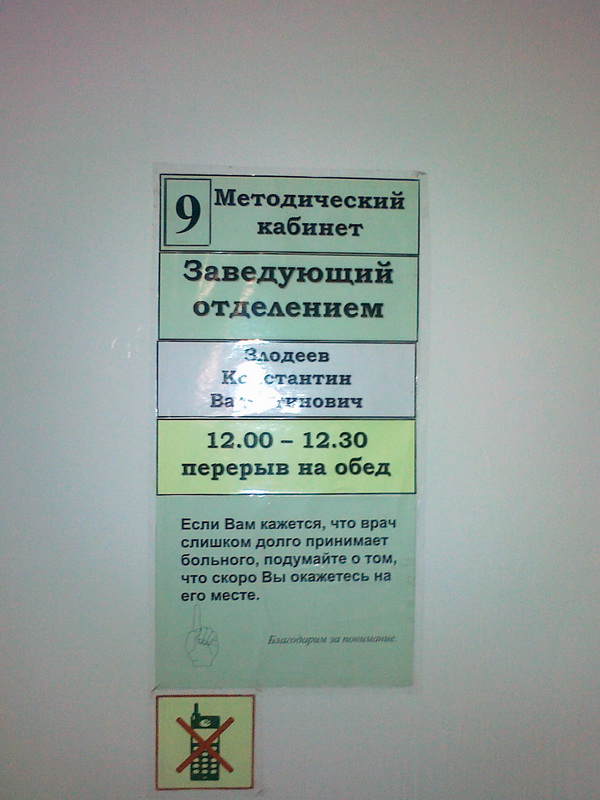 9 Методический
кабинет
Заведующий
отделением
Злодеев
Константин
12.00 – 12.30
перерыв на обед
Если Вам кажется, что врач
слишком долго принимает
больного, подумайте о том,
что скоро Вы окажетесь на
его месте.
Благодарим за понимание.